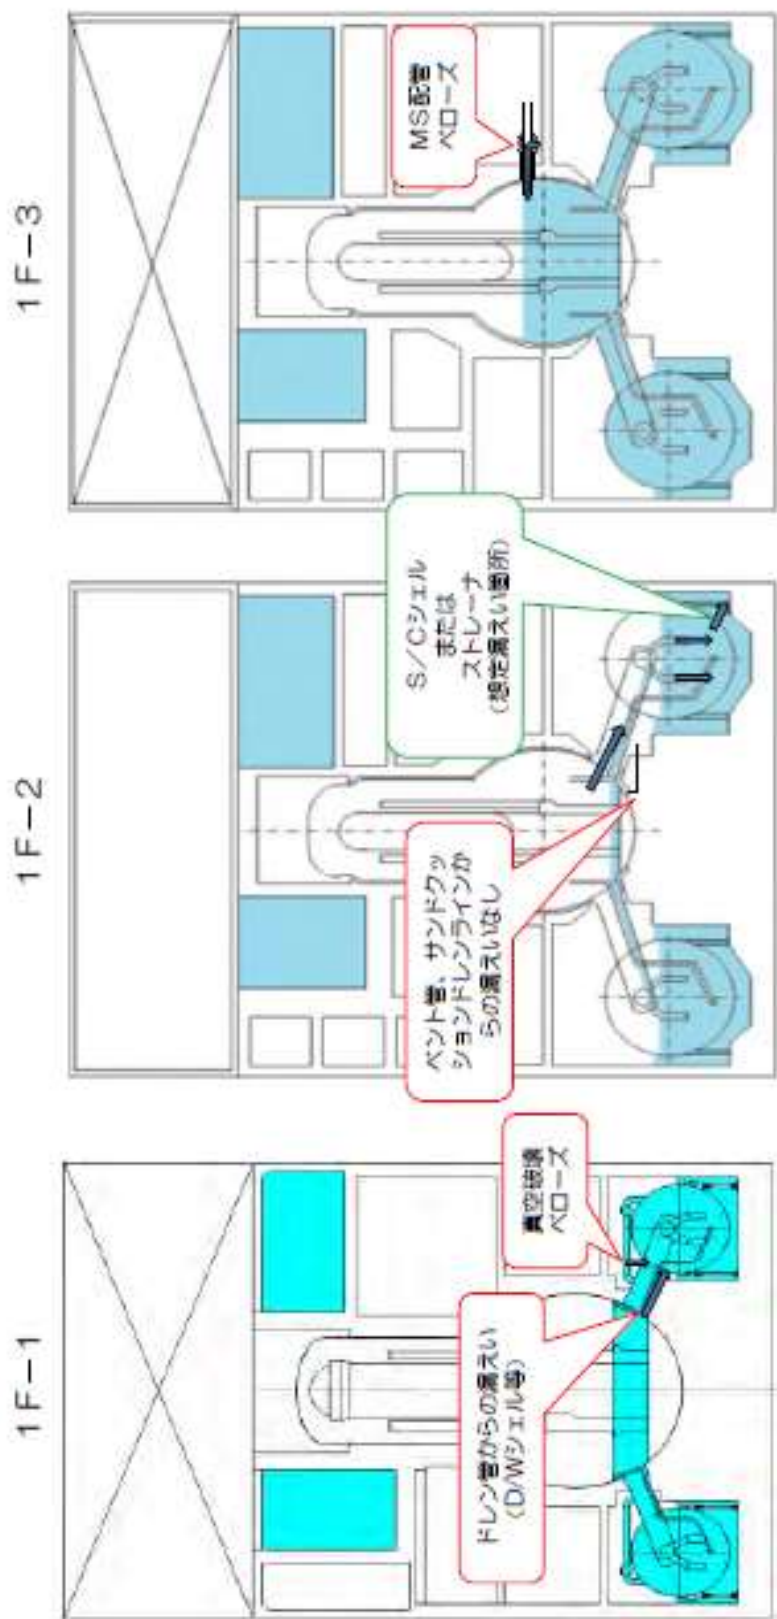 1F-1
1F-2
1F-3
ドレン管からの漏えい
(D/Wシェル等)
真空破壊
ベローズ
ベント管、サンドクッ
ションドレンラインか
らの漏えいなし
S/Cシェル
または
ストレーナ
(想定漏えい箇所)
MS配管
ベローズ